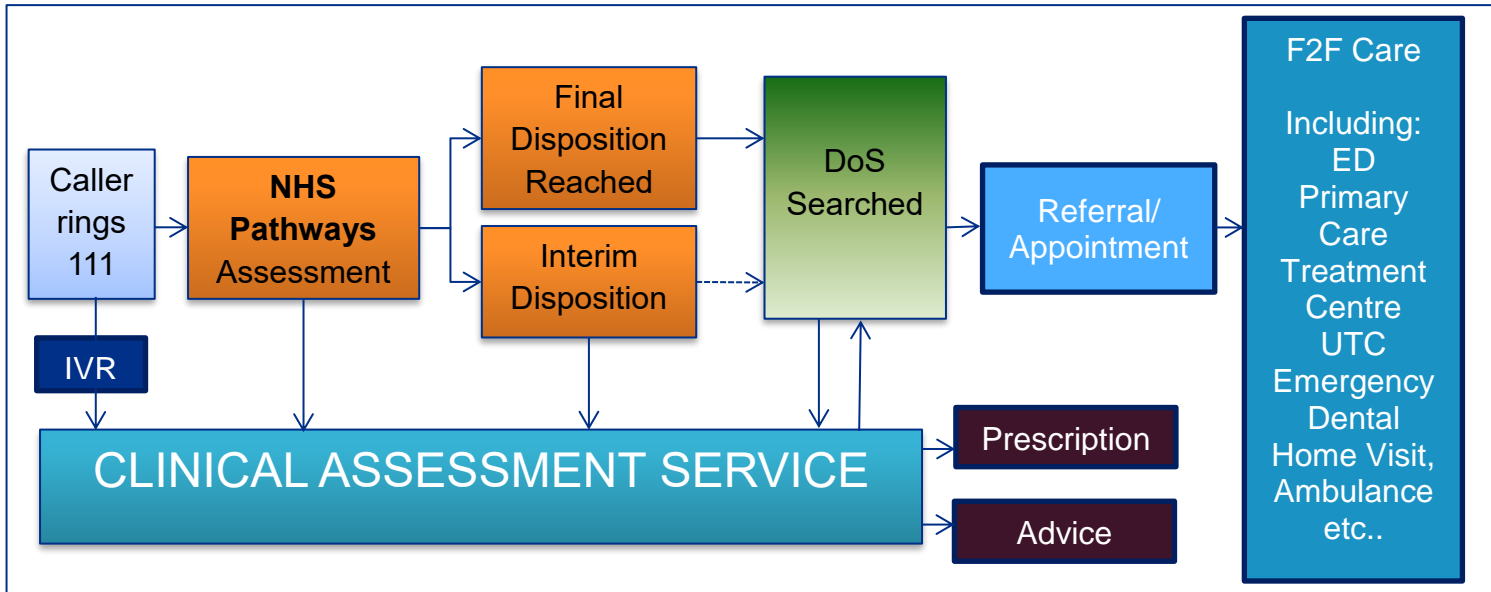 Caller
rings
111
IVR
NHS
Pathways
Assessment
Final
Disposition
Reached
Interim
Disposition
DoS
Searched
Referral/
Appointment
CLINICAL ASSESSMENT SERVICE
Prescription
Advice
F2F Care
Including:
ED
Primary
Care
Treatment
Centre
UTC
Emergency
Dental
Home Visit,
Ambulance
etc..